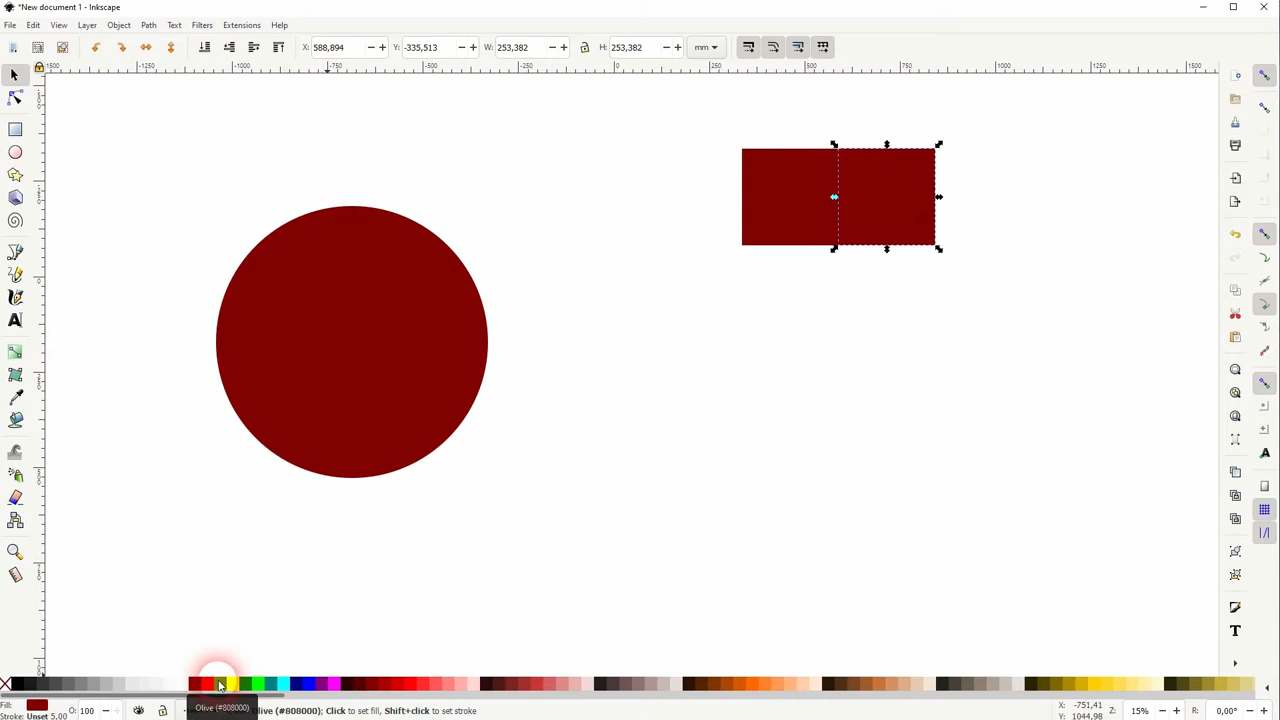 *New document 1 - Inkscape
File Edit View Layer Object Path Text Filters Extensions Help
X: 588,894 Y: -335,513 W: 253,382 H: 253,382 mm
-1000 -750 -500 -250 0 250 500 750 1000 1250 1500
Fill:
Stroke: Unset 5,00
O: 100
Olive (#808000)
Olive (#808000); Click to set fill, Shift+click to set stroke
X: -751,41
Y: 1044,98
Z: 15%
R: 0,00°